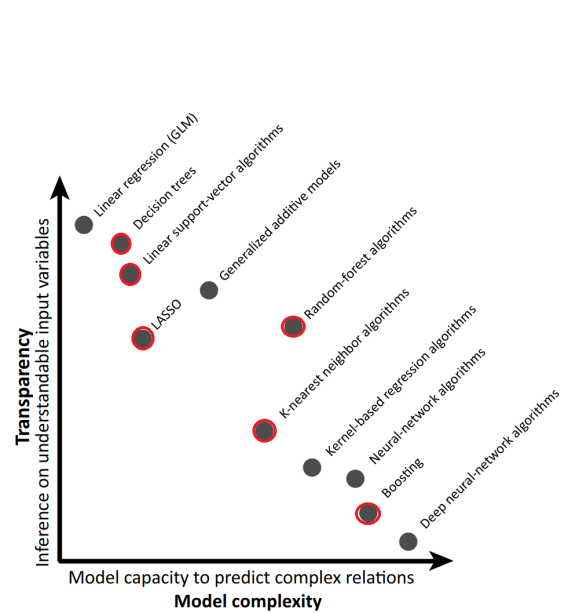 Linear regression (GLM)
Decision trees
Linear support-vector algorithms
Generalized additive models
LASSO
Random-forest algorithms
K-nearest neighbor algorithms
Kernel-based regression algorithms
Neural-network algorithms
Boosting
Deep neural-network algorithms
Transparency
Inference on understandable input variables
Model capacity to predict complex relations
Model complexity